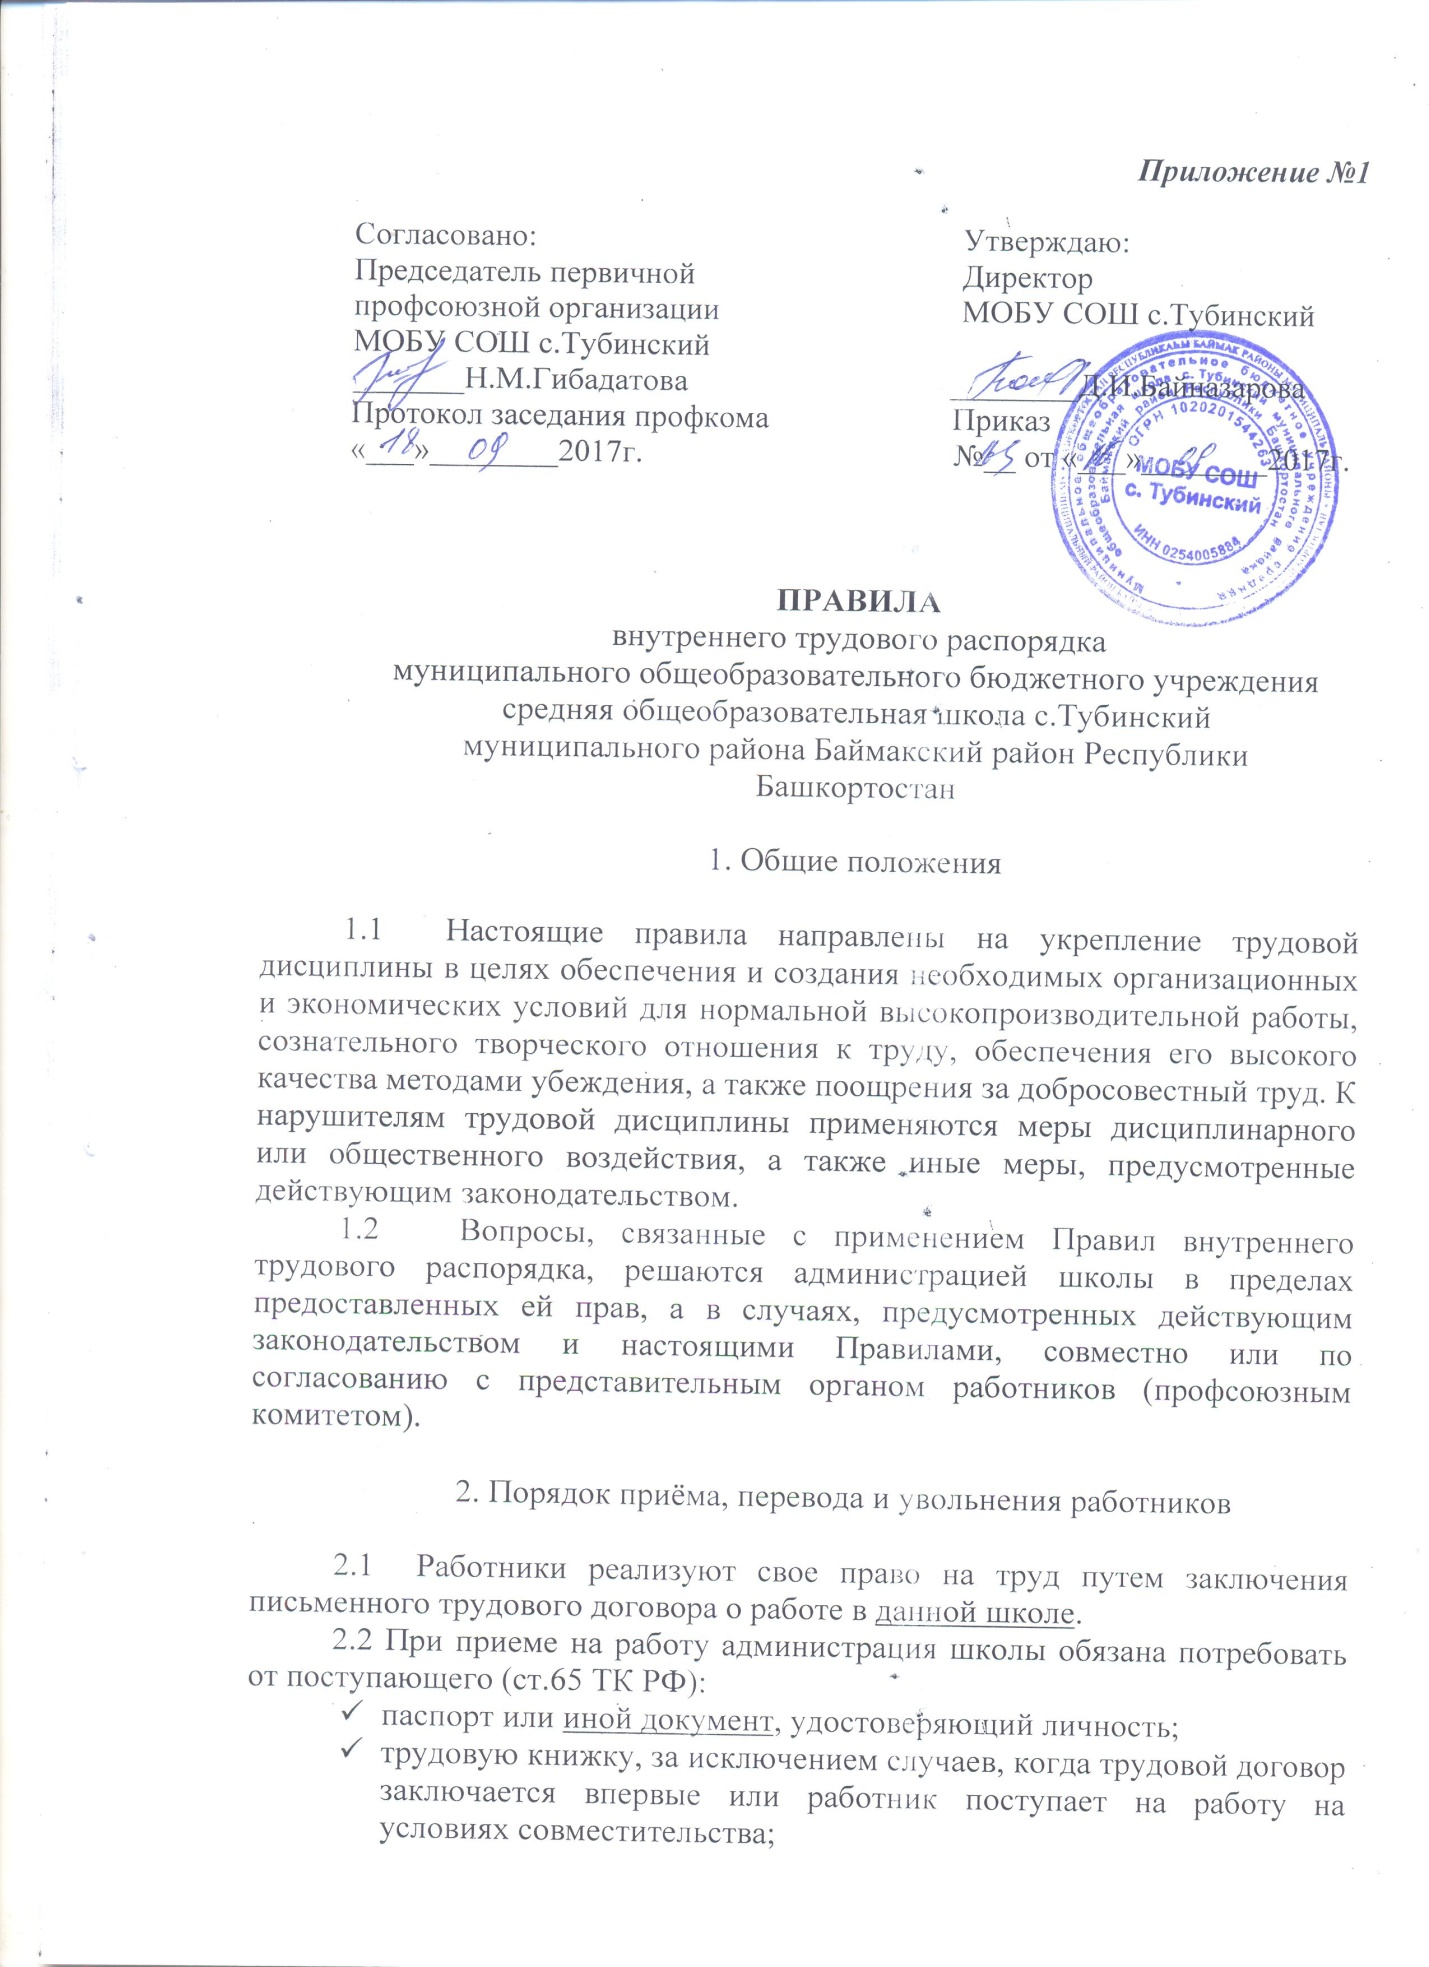 Приложение №1
Согласовано:
Председатель первичной
профсоюзной организации
МОБУ СОШ с.Тубинский
_______Н.М.Гибадатова
Протокол заседания профкома
«18» 09 2017г.
Утверждаю:
Директор
МОБУ СОШ с.Тубинский
________Д.И.Байназарова
Приказ
№ от «___» 09 2017г.
ОГРН 1020201544263
МОБУ СОШ
с. Тубинский
ИНН 0254005884
ПРАВИЛА
внутреннего трудового распорядка
муниципального общеобразовательного бюджетного учреждения
средняя общеобразовательная школа с.Тубинский
муниципального района Баймакский район Республики
Башкортостан
1. Общие положения
1.1 Настоящие правила направлены на укрепление трудовой
дисциплины в целях обеспечения и создания необходимых организационных
и экономических условий для нормальной высокопроизводительной работы,
сознательного творческого отношения к труду, обеспечения его высокого
качества методами убеждения, а также поощрения за добросовестный труд. К
нарушителям трудовой дисциплины применяются меры дисциплинарного
или общественного воздействия, а также иные меры, предусмотренные
действующим законодательством.
1.2 Вопросы, связанные с применением Правил внутреннего
трудового распорядка, решаются администрацией школы в пределах
предоставленных ей прав, а в случаях, предусмотренных действующим
законодательством и настоящими Правилами, совместно или по
согласованию с представительным органом работников (профсоюзным
комитетом).
2. Порядок приёма, перевода и увольнения работников
2.1 Работники реализуют свое право на труд путем заключения
письменного трудового договора о работе в данной школе.
2.2 При приеме на работу администрация школы обязана потребовать
от поступающего (ст.65 ТК РФ):
✓ паспорт или иной документ, удостоверяющий личность;
✓ трудовую книжку, за исключением случаев, когда трудовой договор
заключается впервые или работник поступает на работу на
условиях совместительства;